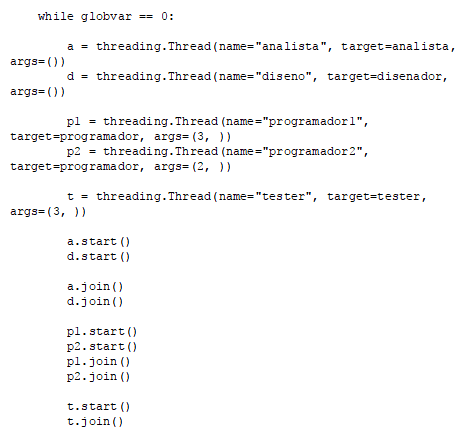 while globvar == 0:
a = threading.Thread(name="analista", target=analista,
args=())
d = threading.Thread(name="diseno", target=disenador,
args=())
p1 = threading.Thread(name="programador1",
target=programador, args=(3, ))
p2 = threading.Thread(name="programador2",
target=programador, args=(2, ))
t = threading.Thread(name="tester", target=tester,
args=(3, ))
a.start()
d.start()
a.join()
d.join()
p1.start()
p2.start()
p1.join()
p2.join()
t.start()
t.join()